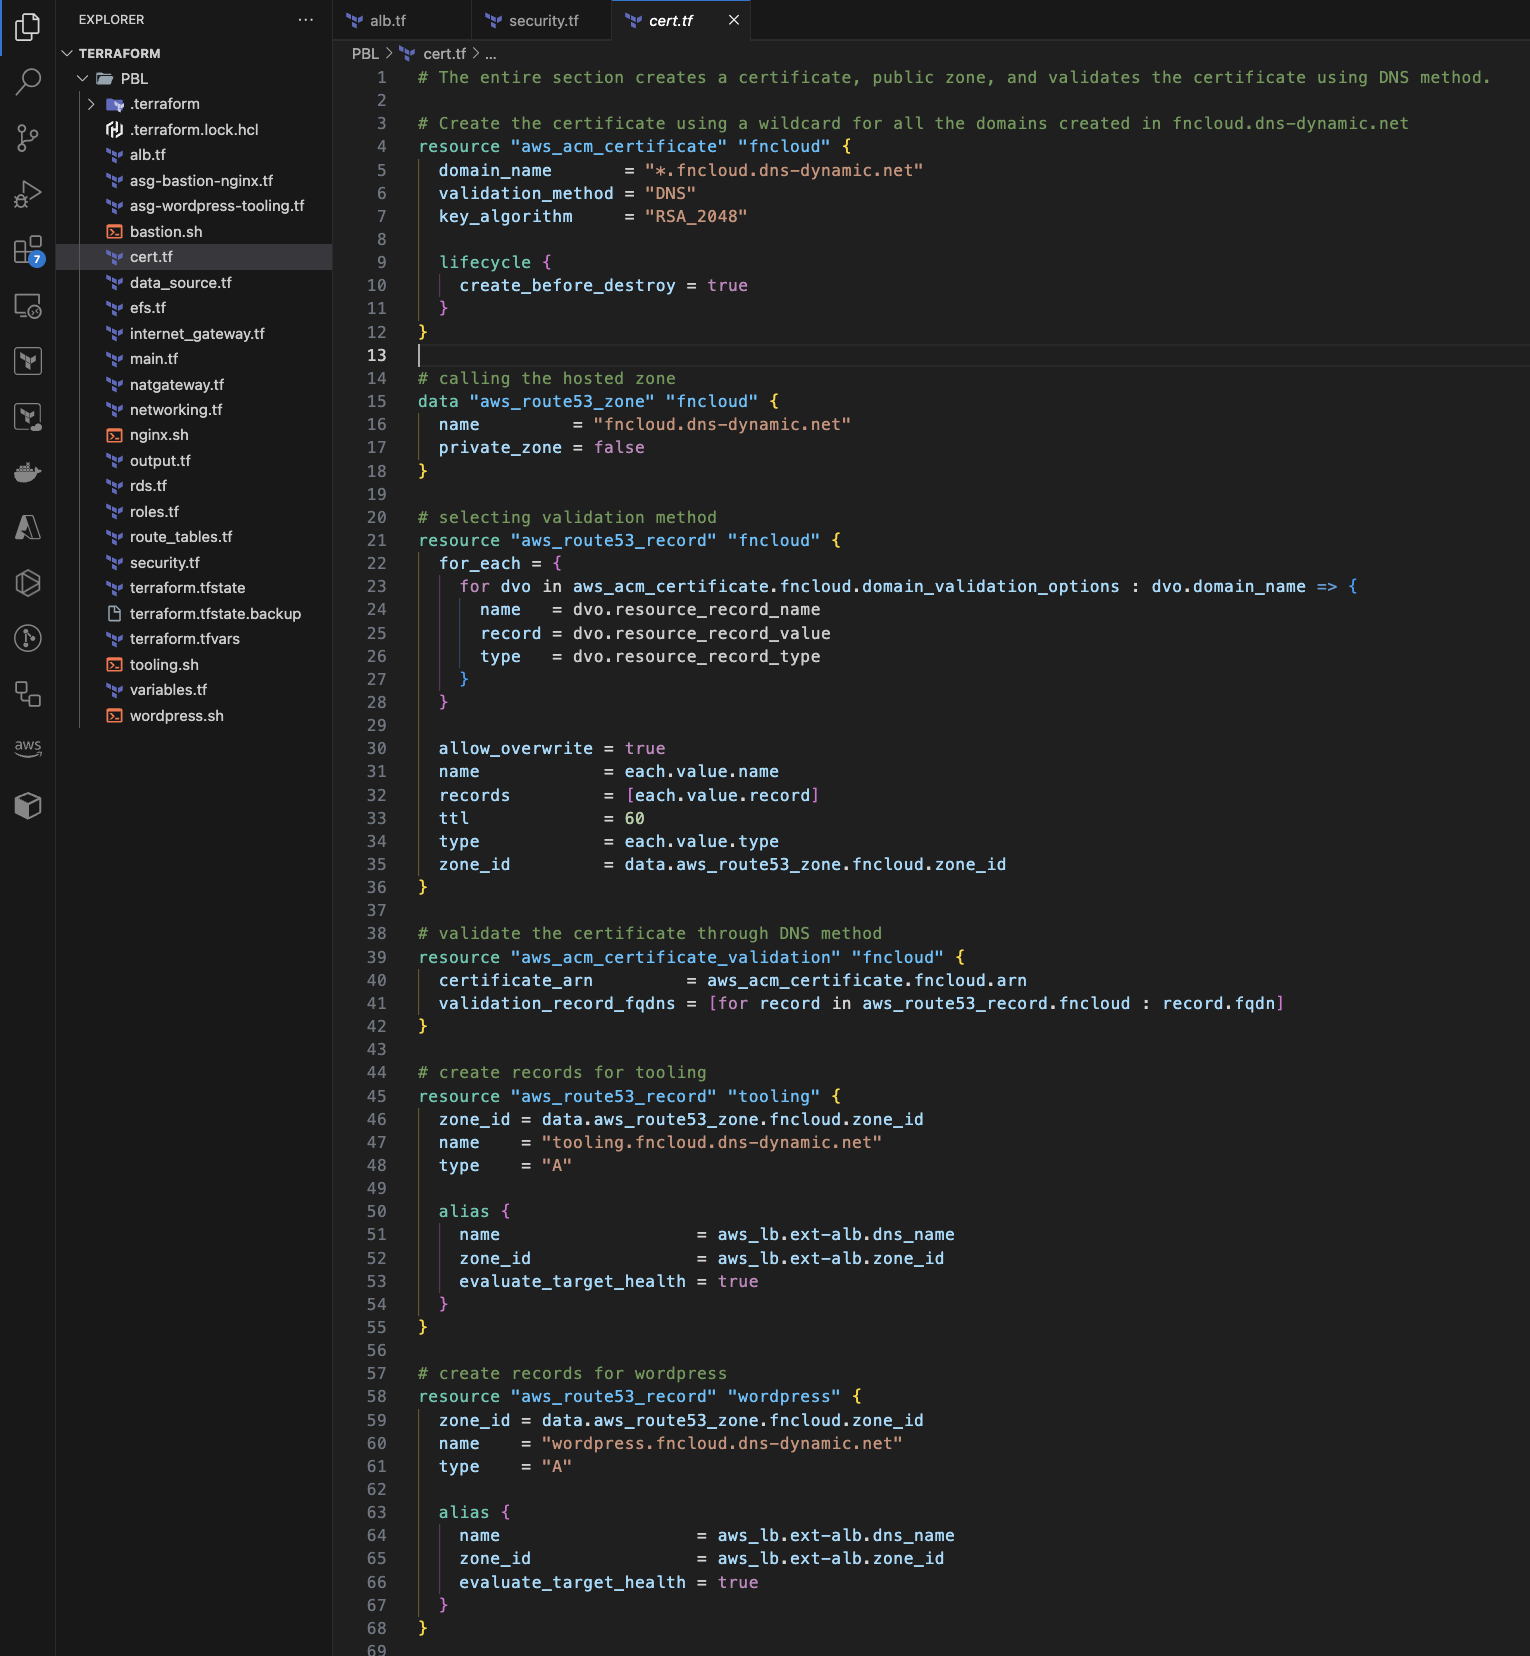 EXPLORER
TERRAFORM
PBL
.terraform
.terraform.lock.hcl
alb.tf
asg-bastion-nginx.tf
asg-wordpress-tooling.tf
bastion.sh
cert.tf
data_source.tf
efs.tf
internet_gateway.tf
main.tf
natgateway.tf
networking.tf
nginx.sh
output.tf
rds.tf
roles.tf
route_tables.tf
security.tf
terraform.tfstate
terraform.tfstate.backup
terraform.tfvars
tooling.sh
variables.tf
wordpress.sh
7
aws
alb.tf
security.tf
cert.tf
PBL > cert.tf > ...
1 # The entire section creates a certificate, public zone, and validates the certificate using DNS method.
2
3 # Create the certificate using a wildcard for all the domains created in fncloud.dns-dynamic.net
4 resource "aws_acm_certificate" "fncloud" {
5   domain_name       = "*.fncloud.dns-dynamic.net"
6   validation_method = "DNS"
7   key_algorithm     = "RSA_2048"
8
9   lifecycle {
10     create_before_destroy = true
11   }
12 }
13
14 # calling the hosted zone
15 data "aws_route53_zone" "fncloud" {
16   name         = "fncloud.dns-dynamic.net"
17   private_zone = false
18 }
19
20 # selecting validation method
21 resource "aws_route53_record" "fncloud" {
22   for_each = {
23     for dvo in aws_acm_certificate.fncloud.domain_validation_options : dvo.domain_name => {
24       name   = dvo.resource_record_name
25       record = dvo.resource_record_value
26       type   = dvo.resource_record_type
27     }
28   }
29
30   allow_overwrite = true
31   name            = each.value.name
32   records         = [each.value.record]
33   ttl             = 60
34   type            = each.value.type
35   zone_id         = data.aws_route53_zone.fncloud.zone_id
36 }
37
38 # validate the certificate through DNS method
39 resource "aws_acm_certificate_validation" "fncloud" {
40   certificate_arn         = aws_acm_certificate.fncloud.arn
41   validation_record_fqdns = [for record in aws_route53_record.fncloud : record.fqdn]
42 }
43
44 # create records for tooling
45 resource "aws_route53_record" "tooling" {
46   zone_id = data.aws_route53_zone.fncloud.zone_id
47   name    = "tooling.fncloud.dns-dynamic.net"
48   type    = "A"
49
50   alias {
51     name                   = aws_lb.ext-alb.dns_name
52     zone_id                = aws_lb.ext-alb.zone_id
53     evaluate_target_health = true
54   }
55 }
56
57 # create records for wordpress
58 resource "aws_route53_record" "wordpress" {
59   zone_id = data.aws_route53_zone.fncloud.zone_id
60   name    = "wordpress.fncloud.dns-dynamic.net"
61   type    = "A"
62
63   alias {
64     name                   = aws_lb.ext-alb.dns_name
65     zone_id                = aws_lb.ext-alb.zone_id
66     evaluate_target_health = true
67   }
68 }
69